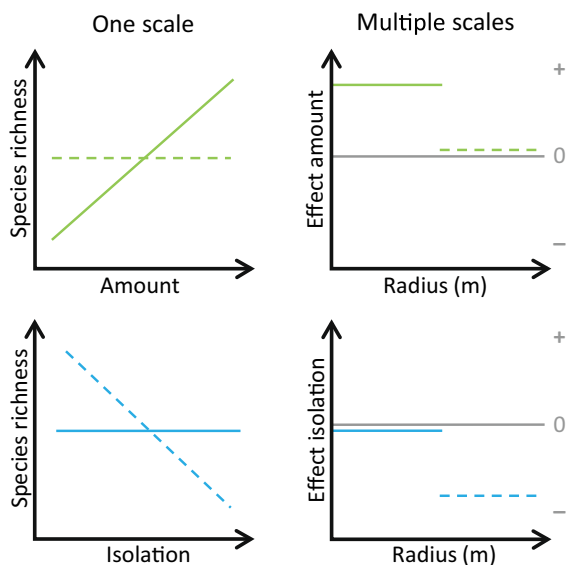 One scale
Multiple scales
Species richness
Amount
Effect amount
Radius (m)
+
0
−
Species richness
Isolation
Effect isolation
Radius (m)
+
0
−